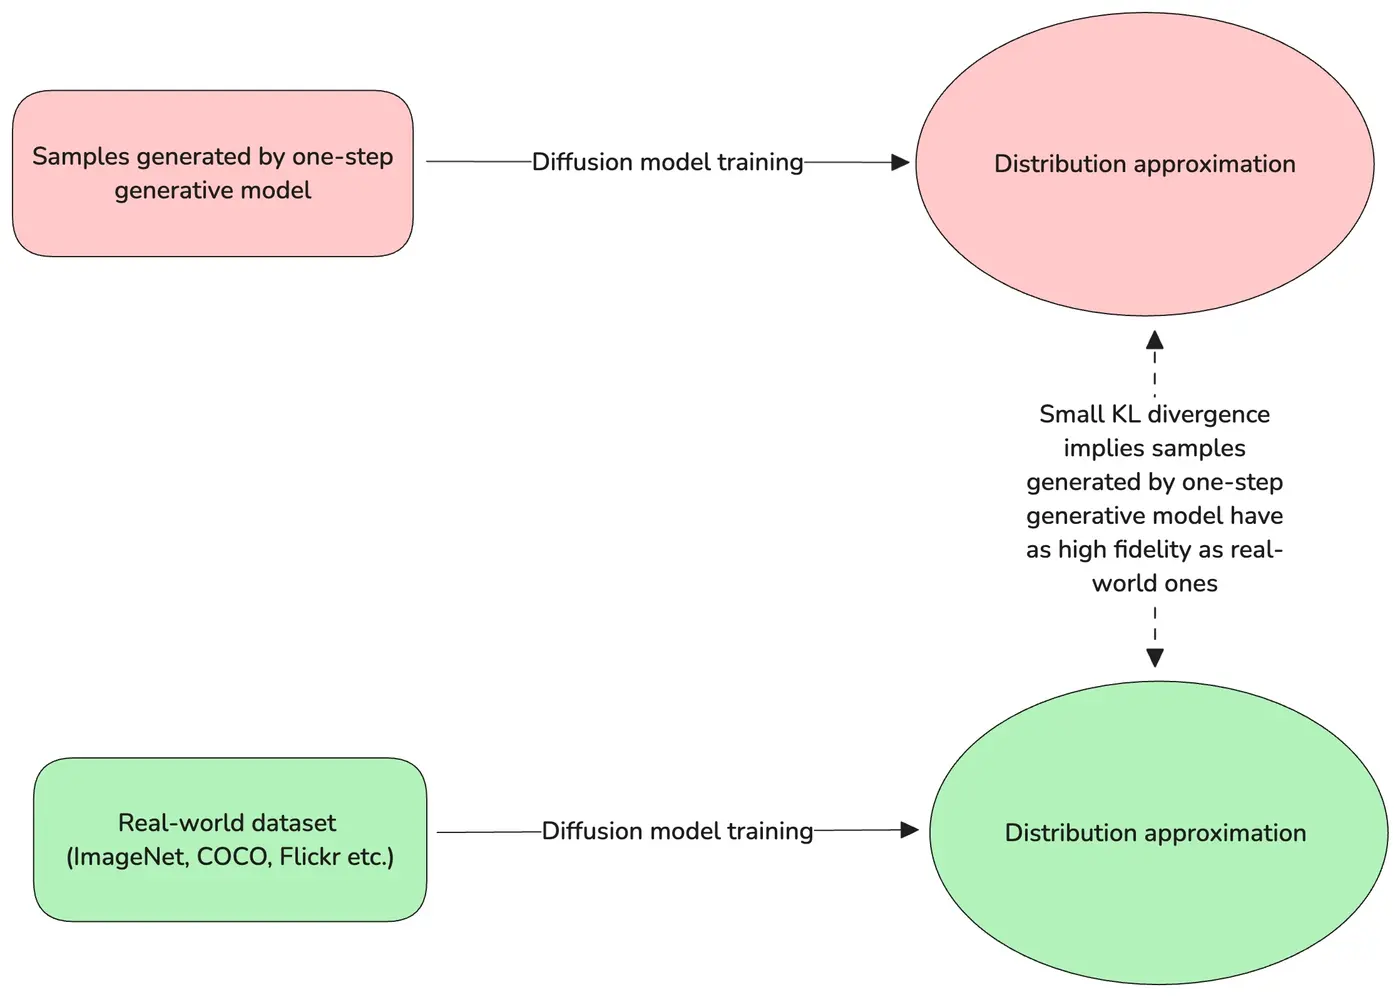 Samples generated by one-step
generative model
Diffusion model training
Distribution approximation
Small KL divergence
implies samples
generated by one-step
generative model have
as high fidelity as real-
world ones
Real-world dataset
(ImageNet, COCO, Flickr etc.)
Diffusion model training
Distribution approximation